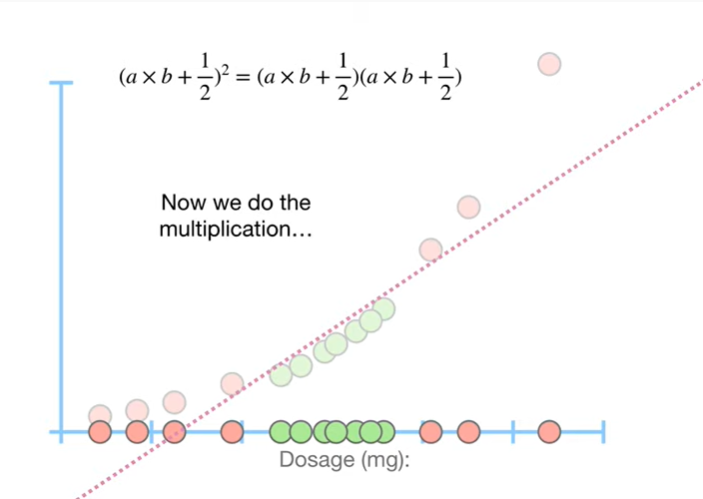 (a × b + 1/2)² = (a × b + 1/2)(a × b + 1/2)
Now we do the
multiplication…
Dosage (mg):